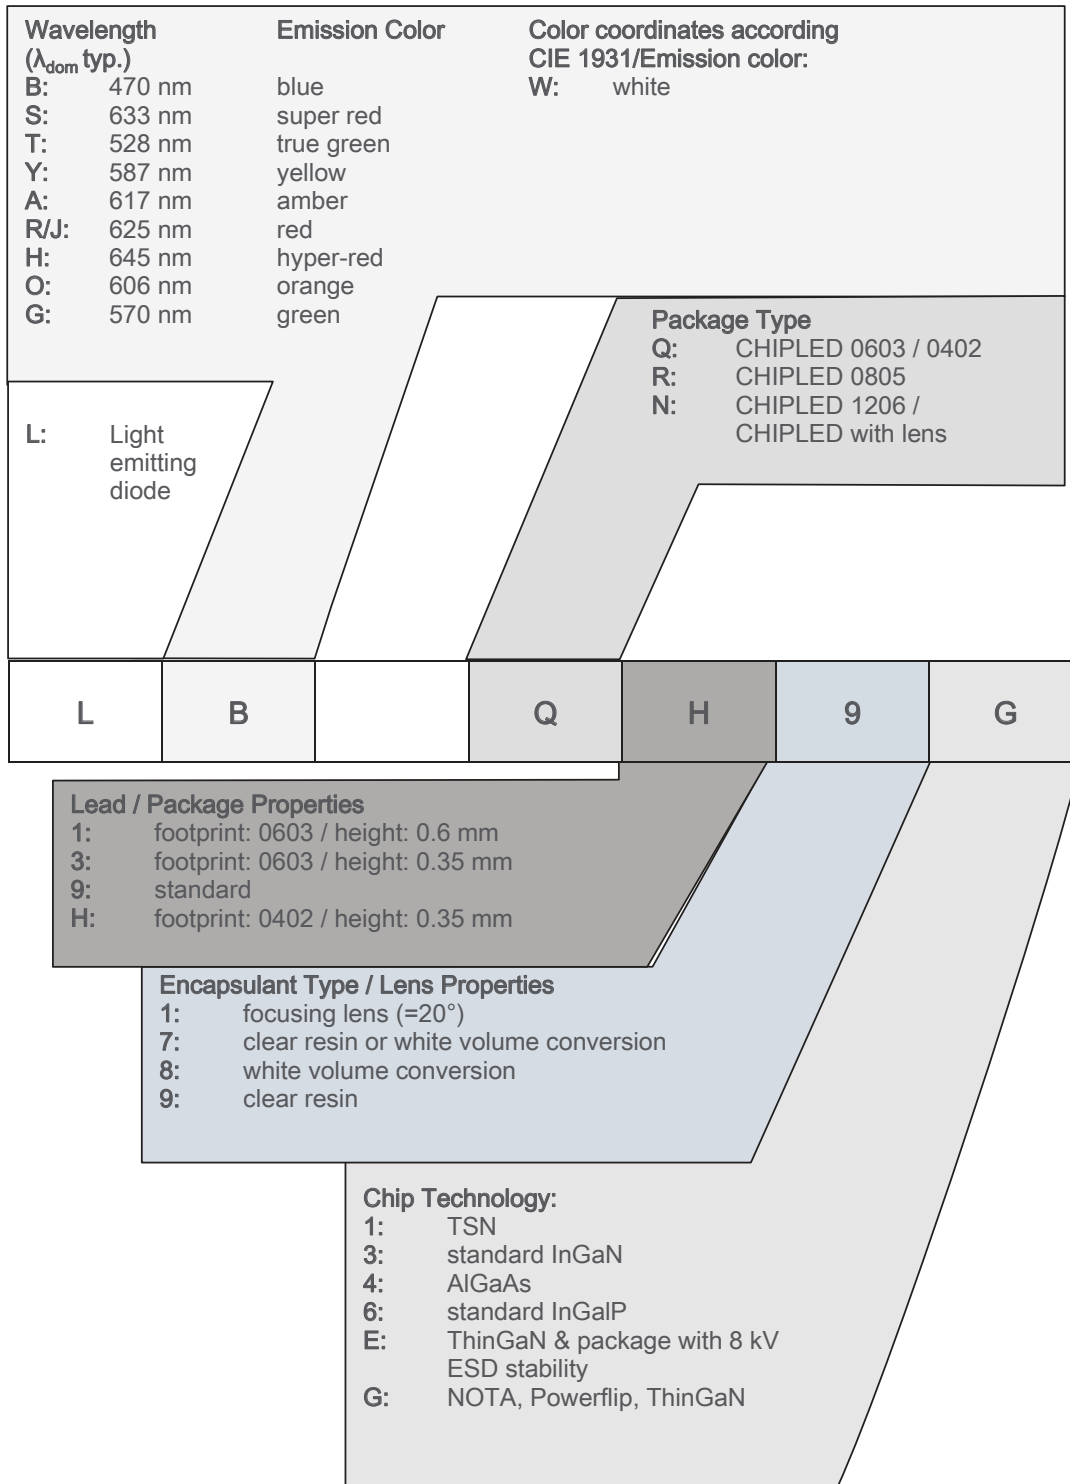 Wavelength Emission Color Color coordinates according
(λdom typ.) CIE 1931/Emission color:
B: 470 nm blue W: white
S: 633 nm super red
T: 528 nm true green
Y: 587 nm yellow
A: 617 nm amber
R/J: 625 nm red
H: 645 nm hyper-red
O: 606 nm orange
G: 570 nm green
Package Type
Q: CHIPLED 0603 / 0402
R: CHIPLED 0805
N: CHIPLED 1206 /
CHIPLED with lens
L: Light
emitting
diode
L B Q H 9 G
Lead / Package Properties
1: footprint: 0603 / height: 0.6 mm
3: footprint: 0603 / height: 0.35 mm
9: standard
H: footprint: 0402 / height: 0.35 mm
Encapsulant Type / Lens Properties
1: focusing lens (=20°)
7: clear resin or white volume conversion
8: white volume conversion
9: clear resin
Chip Technology:
1: TSN
3: standard InGaN
4: AlGaAs
6: standard InGalP
E: ThinGaN & package with 8 kV
ESD stability
G: NOTA, Powerflip, ThinGaN